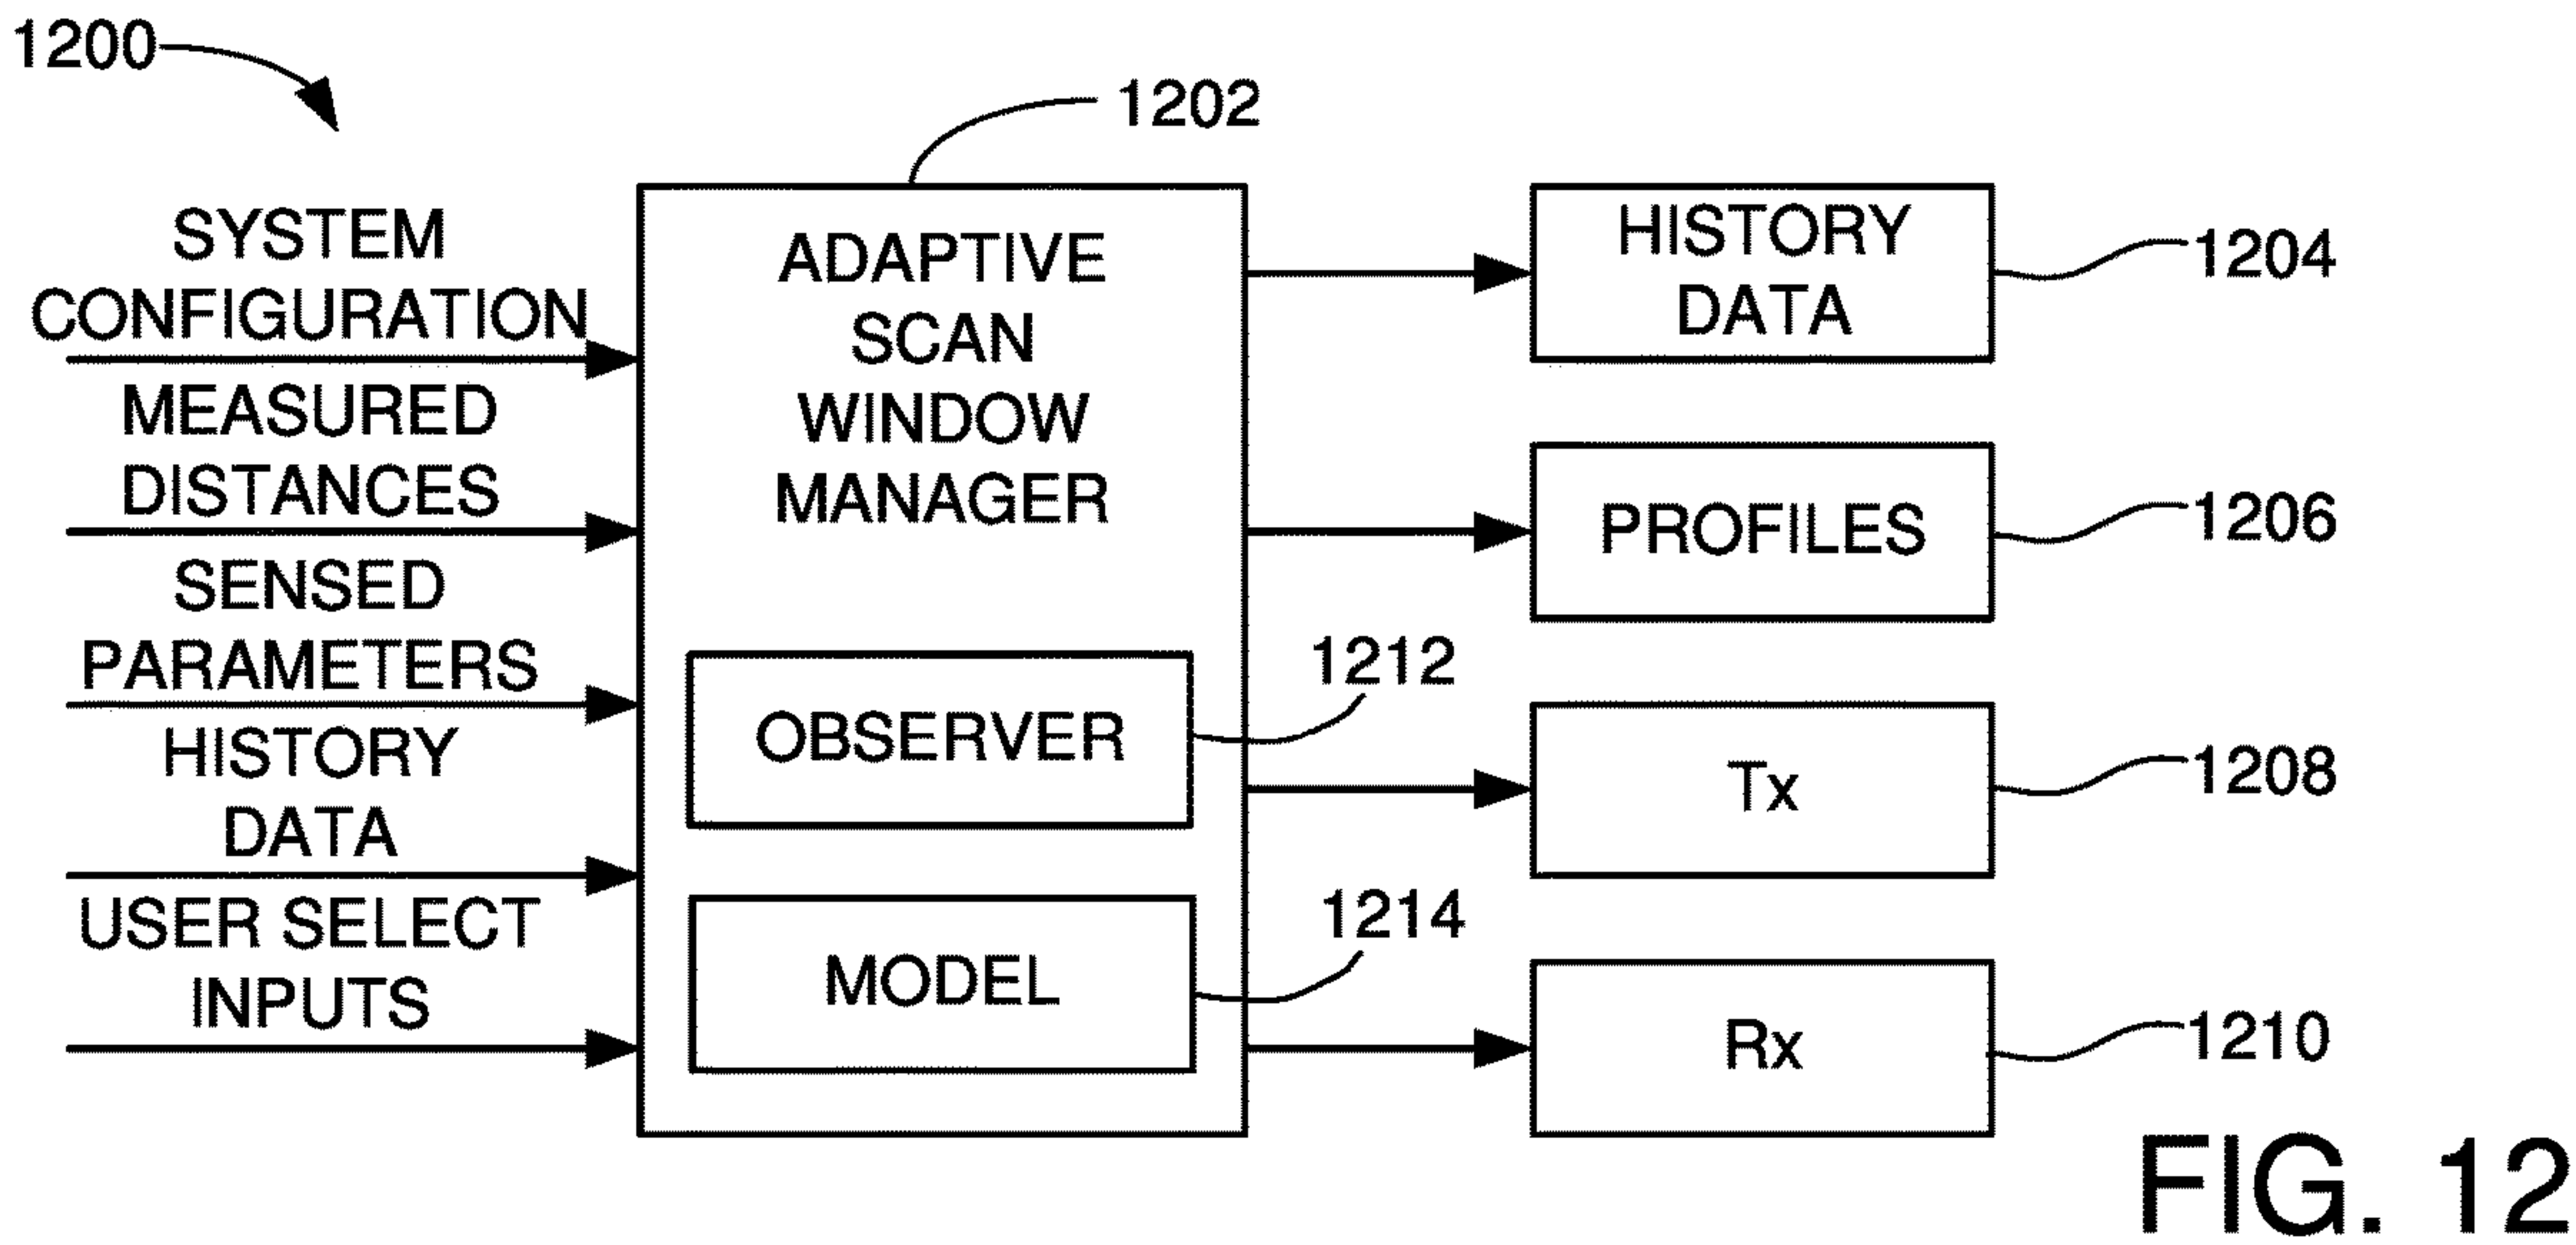 1200
1202
SYSTEM
CONFIGURATION
MEASURED
DISTANCES
SENSED
PARAMETERS
HISTORY
DATA
USER SELECT
INPUTS
ADAPTIVE
SCAN
WINDOW
MANAGER
OBSERVER
1212
MODEL
1214
HISTORY
DATA
1204
PROFILES
1206
Tx
1208
Rx
1210
FIG. 12